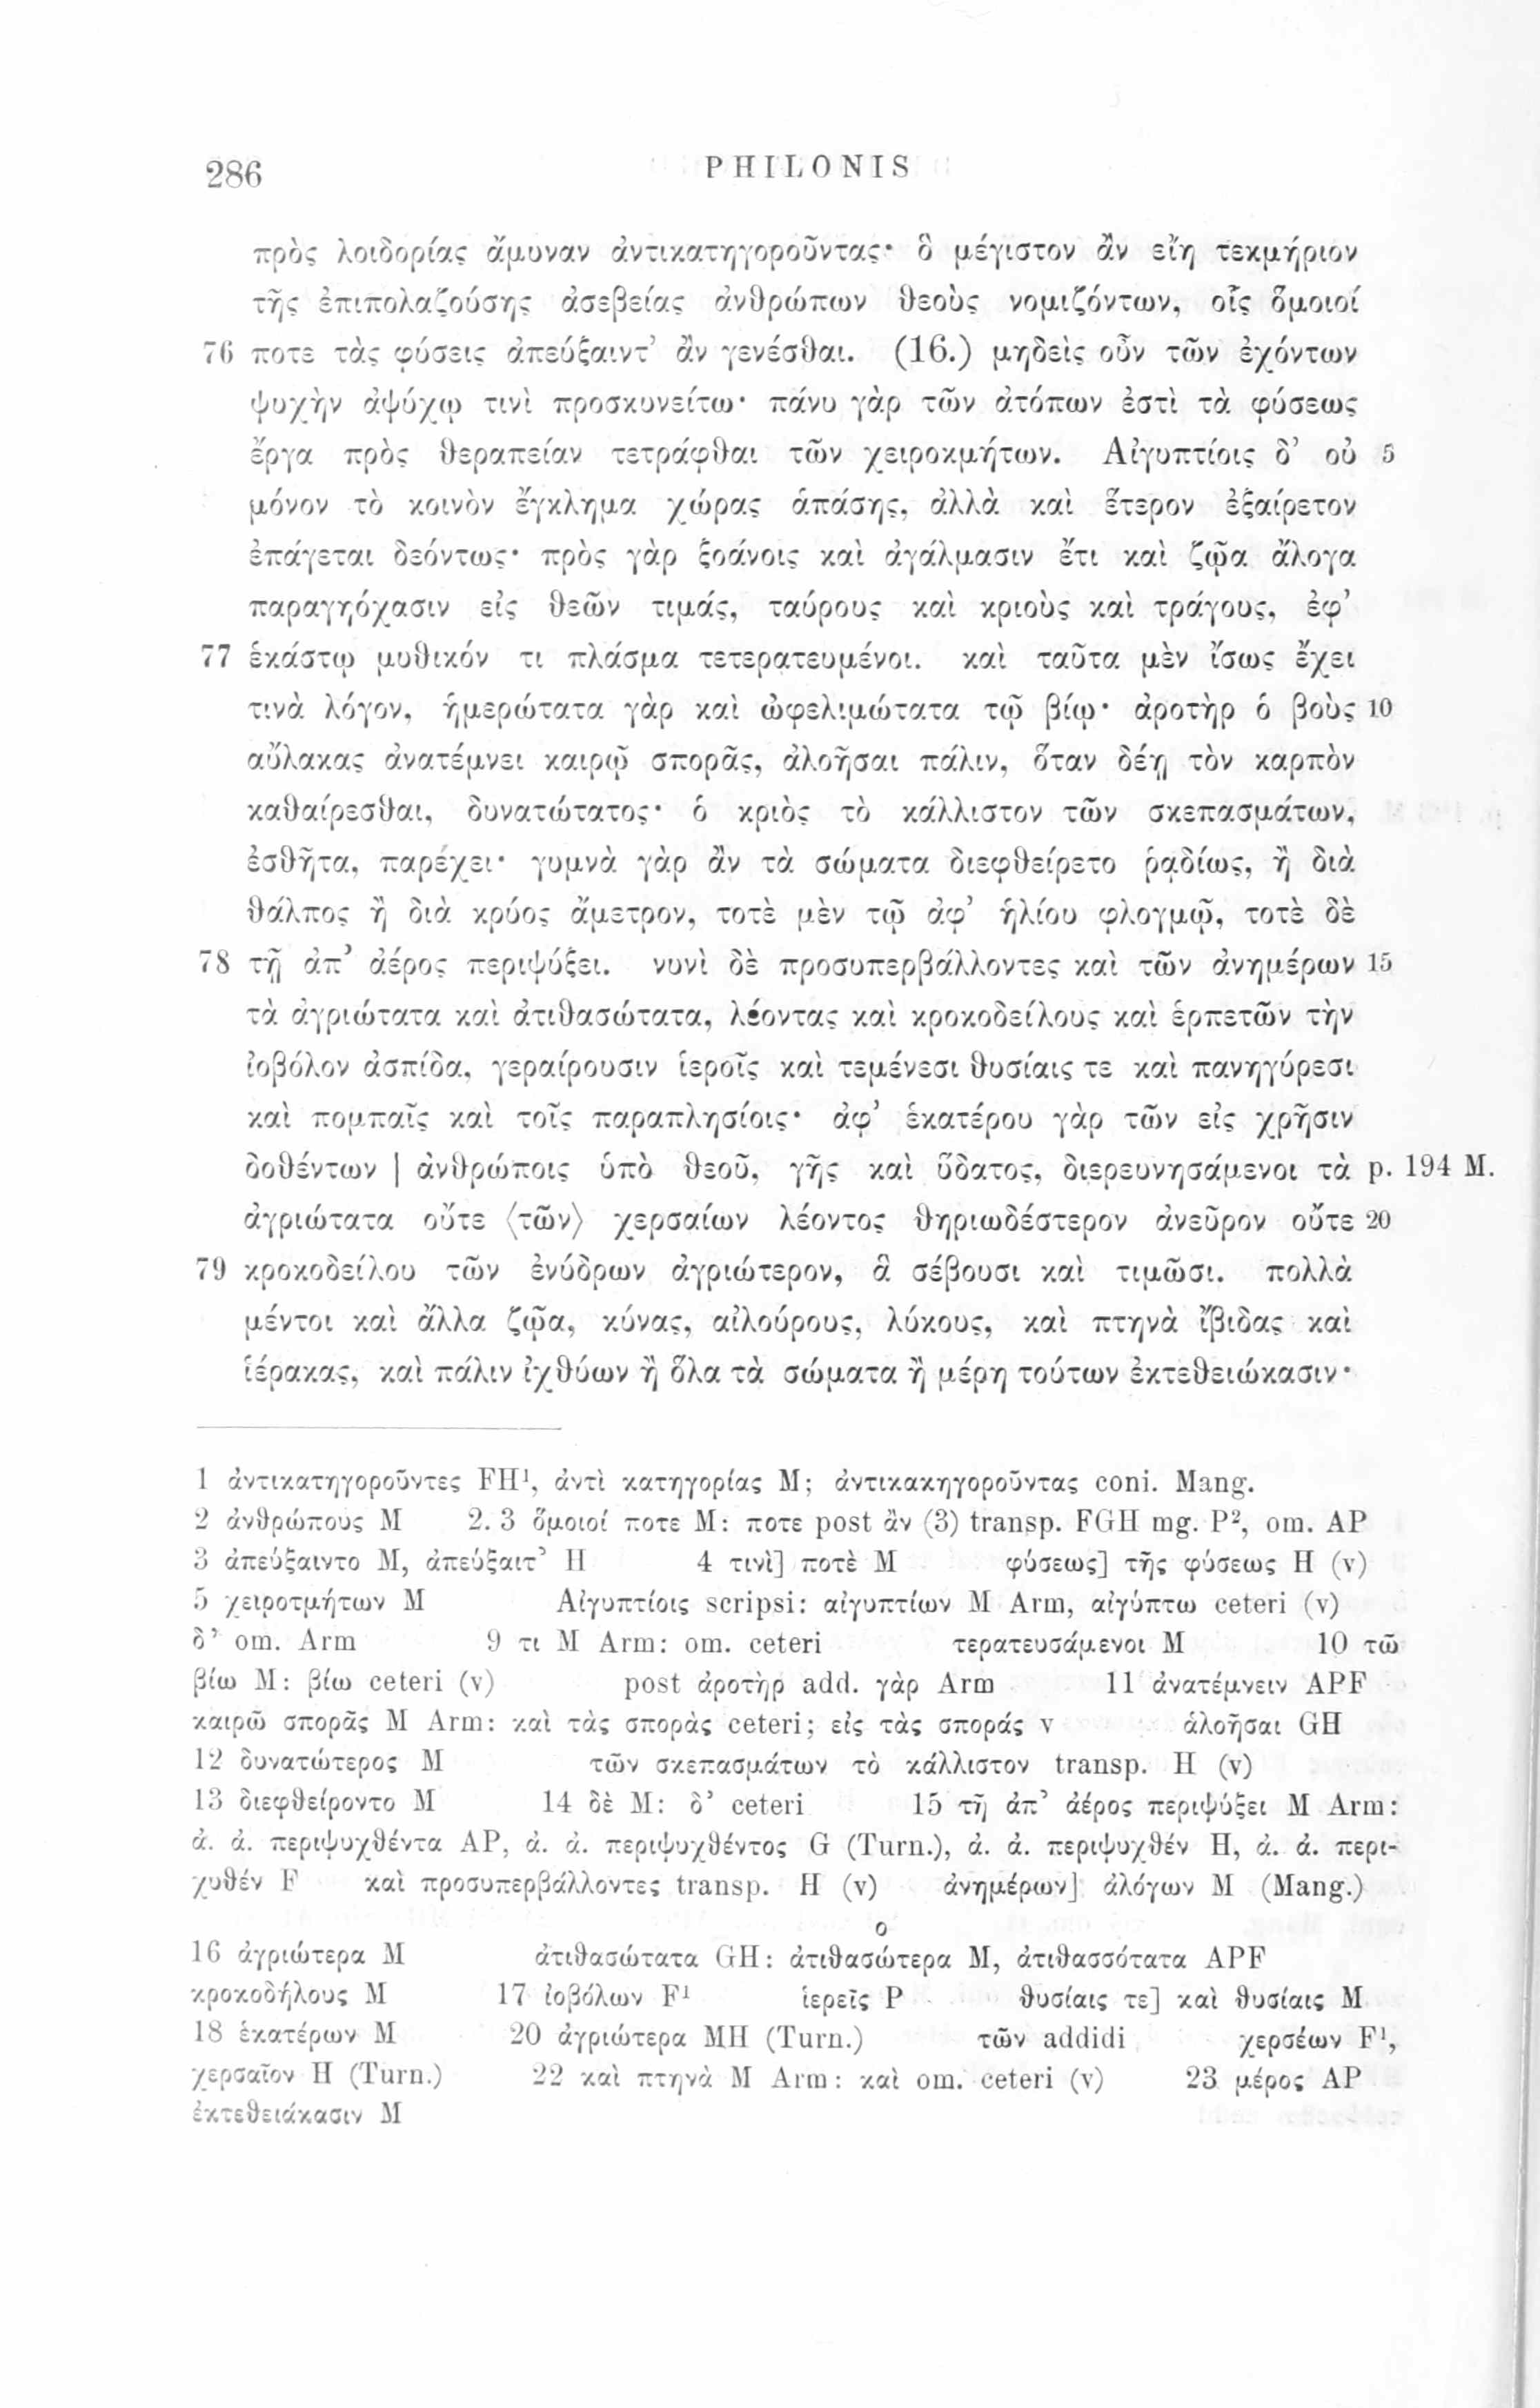 286 PHILONIS
πρὸς λοιδορίας ἄμυναν ἀντικατηγοροῦντας· ὃ μέγιστον ἂν εἴη τεκμήριον
τῆς ἐπιπολαζούσης ἀσεβείας ἀνθρώπων θεοὺς νομιζόντων, οἷς ὅμοιοί
76 ποτε τὰς φύσεις ἀπεύξαιντ’ ἂν γενέσθαι. (16.) μηδεὶς οὖν τῶν ἐχόντων
ψυχὴν ἀψύχῳ τινὶ προσκυνείτω· πάνυ γὰρ τῶν ἀτόπων ἐστὶ τὰ φύσεως
ἔργα πρὸς θεραπείαν τετράφθαι τῶν χειροκμήτων. Αἰγυπτίοις δ’ οὐ 5
μόνον τὸ κοινὸν ἔγκλημα χώρας ἁπάσης, ἀλλὰ καὶ ἕτερον ἐξαίρετον
ἐπάγεται δεόντως· πρὸς γὰρ ξοάνοις καὶ ἀγάλμασιν ἔτι καὶ ζῷα ἄλογα
παραγηόχασιν εἰς θεῶν τιμάς, ταύρους καὶ κριοὺς καὶ τράγους, ἐφ’
77 ἑκάστῳ μυθικόν τι πλάσμα τετερατευμένοι. καὶ ταῦτα μὲν ἴσως ἔχει
τινὰ λόγον, ἡμερώτατα γὰρ καὶ ὠφελιμώτατα τῷ βίῳ· ἀροτὴρ ὁ βοῦς 10
αὔλακας ἀνατέμνει καιρῷ σπορᾶς, ἀλοῆσαι πάλιν, ὅταν δέῃ τὸν καρπὸν
καθαίρεσθαι, δυνατώτατος· ὁ κριὸς τὸ κάλλιστον τῶν σκεπασμάτων,
ἐσθῆτα, παρέχει· γυμνὰ γὰρ ἂν τὰ σώματα διεφθείρετο ῥᾳδίως, ἢ διὰ
θάλπος ἢ διὰ κρύος ἄμετρον, τοτὲ μὲν τῷ ἀφ’ ἡλίου φλογμῷ, τοτὲ δὲ
78 τῇ ἀπ’ ἀέρος περιψύξει. νυνὶ δὲ προσυπερβάλλοντες καὶ τῶν ἀνημέρων 15
τὰ ἀγριώτατα καὶ ἀτιθασώτατα, λέοντας καὶ κροκοδείλους καὶ ἑρπετῶν τὴν
ἰοβόλον ἀσπίδα, γεραίρουσιν ἱεροῖς καὶ τεμένεσι θυσίαις τε καὶ πανηγύρεσι
καὶ πομπαῖς καὶ τοῖς παραπλησίοις· ἀφ’ ἑκατέρου γὰρ τῶν εἰς χρῆσιν
δοθέντων | ἀνθρώποις ὑπὸ θεοῦ, γῆς καὶ ὕδατος, διερευνησάμενοι τὰ p. 194 M.
ἀγριώτατα οὔτε ⟨τῶν⟩ χερσαίων λέοντος θηριωδέστερον ἀνεῦρον οὔτε 20
79 κροκοδείλου τῶν ἐνύδρων ἀγριώτερον, ἃ σέβουσι καὶ τιμῶσι. πολλὰ
μέντοι καὶ ἄλλα ζῷα, κύνας, αἰλούρους, λύκους, καὶ πτηνὰ ἴβιδας καὶ
ἱέρακας, καὶ πάλιν ἰχθύων ἢ ὅλα τὰ σώματα ἢ μέρη τούτων ἐκτεθειώκασιν·
1 ἀντικατηγοροῦντες FH¹, ἀντὶ κατηγορίας M; ἀντικακηγοροῦντας coni. Mang.
2 ἀνθρώπους M 2. 3 ὅμοιοί ποτε M: ποτε post ἂν (3) transp. FGH mg. P², om. AP
3 ἀπεύξαιντο M, ἀπεύξαιτ’ H 4 τινὶ] ποτὲ M φύσεως] τῆς φύσεως H (v)
5 χειροτμήτων M Αἰγυπτίοις scripsi: αἰγυπτίων M Arm, αἰγύπτω ceteri (v)
δ’ om. Arm 9 τι M Arm: om. ceteri τερατευσάμενοι M 10 τῶ
βίω M: βίω ceteri (v) post ἀροτὴρ add. γὰρ Arm 11 ἀνατέμνειν APF
καιρῶ σπορᾶς M Arm: καὶ τὰς σπορὰς ceteri; εἰς τὰς σποράς v ἁλοῆσαι GH
12 δυνατώτερος M τῶν σκεπασμάτων τὸ κάλλιστον transp. H (v)
13 διεφθείροντο M 14 δὲ M: δ’ ceteri 15 τῆ ἀπ’ ἀέρος περιψύξει M Arm:
ἀ. ἀ. περιψυχθέντα AP, ἀ. ἀ. περιψυχθέντος G (Turn.), ἀ. ἀ. περιψυχθέν H, ἀ. ἀ. περι-
χυθέν F καὶ προσυπερβάλλοντες transp. H (v) ἀνημέρων] ἀλόγων M (Mang.)
ο
16 ἀγριώτερα M ἀτιθασώτατα GH: ἀτιθασώτερα M, ἀτιθασσότατα APF
κροκοδήλους M 17 ἰοβόλων F¹ ἱερεῖς P θυσίαις τε] καὶ θυσίαις M
18 ἑκατέρων M 20 ἀγριώτερα MH (Turn.) τῶν addidi χερσέων F¹,
χερσαῖον H (Turn.) 22 καὶ πτηνὰ M Arm: καὶ om. ceteri (v) 23 μέρος AP
ἐκτεθειάκασιν M